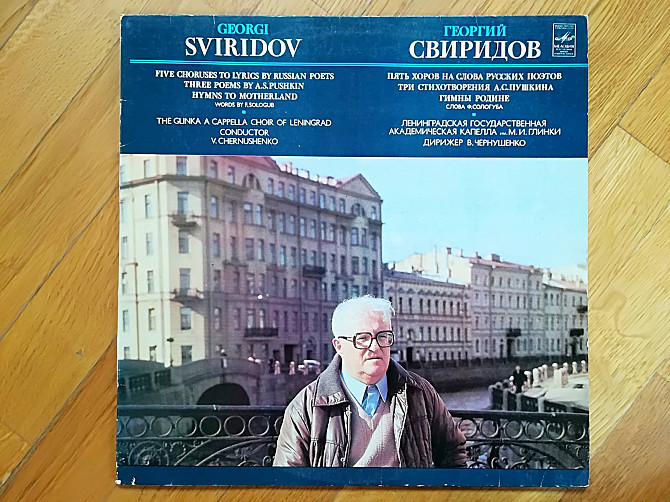 GEORGI
SVIRIDOV
FIVE CHORUSES TO LYRICS BY RUSSIAN POETS
THREE POEMS BY A.S.PUSHKIN
HYMNS TO MOTHERLAND
WORDS BY F.SOLOGUB
THE GLINKA A CAPPELLA CHOIR OF LENINGRAD
CONDUCTOR
V. CHERNUSHENKO
ГЕОРГИЙ
СВИРИДОВ
ПЯТЬ ХОРОВ НА СЛОВА РУССКИХ ПОЭТОВ
ТРИ СТИХОТВОРЕНИЯ А.С.ПУШКИНА
ГИМНЫ РОДИНЕ
СЛОВА Ф.СОЛОГУБА
ЛЕНИНГРАДСКАЯ ГОСУДАРСТВЕННАЯ
АКАДЕМИЧЕСКАЯ КАПЕЛЛА им. М. И. ГЛИНКИ
ДИРИЖЕР В. ЧЕРНУШЕНКО